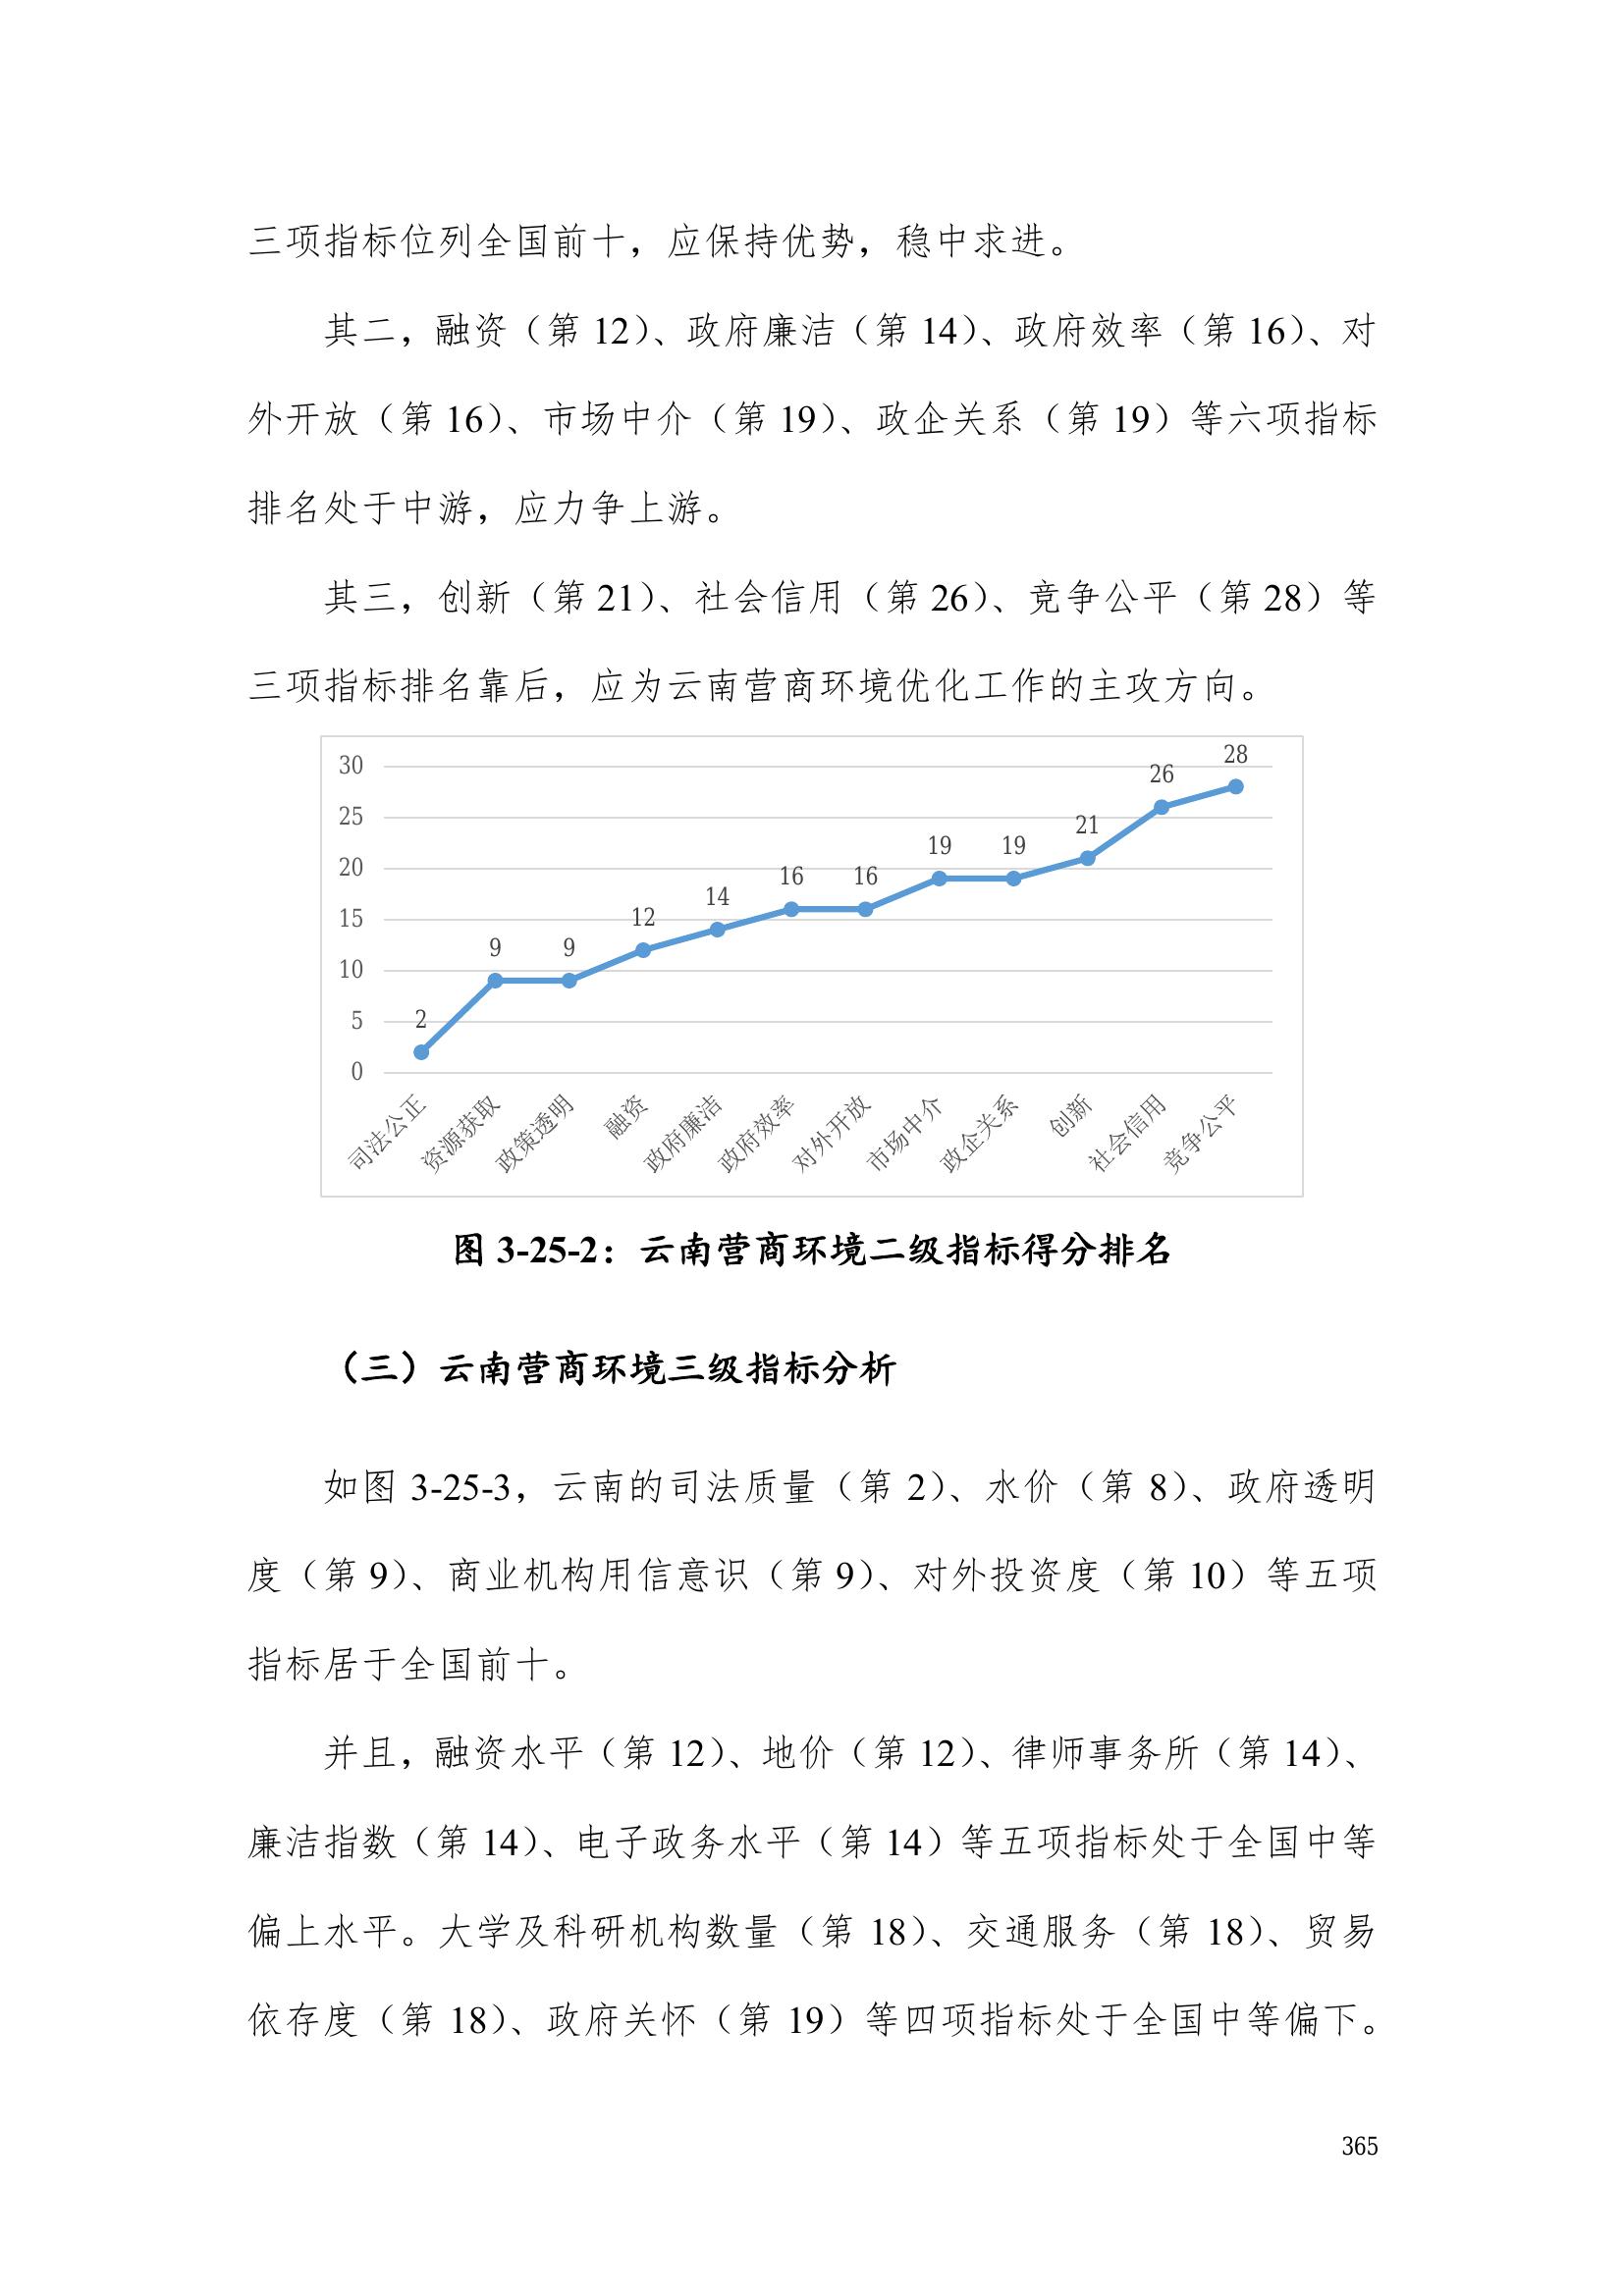 三项指标位列全国前十，应保持优势，稳中求进。
其二，融资（第 12）、政府廉洁（第 14）、政府效率（第 16）、对
外开放（第 16）、市场中介（第 19）、政企关系（第 19）等六项指标
排名处于中游，应力争上游。
其三，创新（第 21）、社会信用（第 26）、竞争公平（第 28）等
三项指标排名靠后，应为云南营商环境优化工作的主攻方向。
30
25
20
15
10
5
0
2
9
9
12
14
16
16
19
19
21
26
28
司法公正
资源获取
政策透明
融资
政府廉洁
政府效率
对外开放
市场中介
政企关系
创新
社会信用
竞争公平
图 3-25-2：云南营商环境二级指标得分排名
（三）云南营商环境三级指标分析
如图 3-25-3，云南的司法质量（第 2）、水价（第 8）、政府透明
度（第 9）、商业机构用信意识（第 9）、对外投资度（第 10）等五项
指标居于全国前十。
并且，融资水平（第 12）、地价（第 12）、律师事务所（第 14）、
廉洁指数（第 14）、电子政务水平（第 14）等五项指标处于全国中等
偏上水平。大学及科研机构数量（第 18）、交通服务（第 18）、贸易
依存度（第 18）、政府关怀（第 19）等四项指标处于全国中等偏下。
365